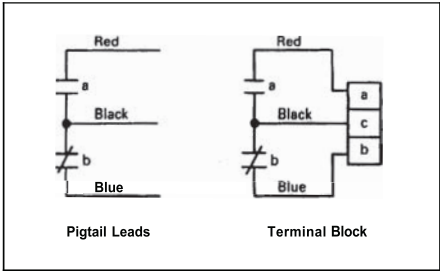 Red
a
Black
b
Blue
Pigtail Leads
Red
a
Black
b
Blue
a
c
b
Terminal Block